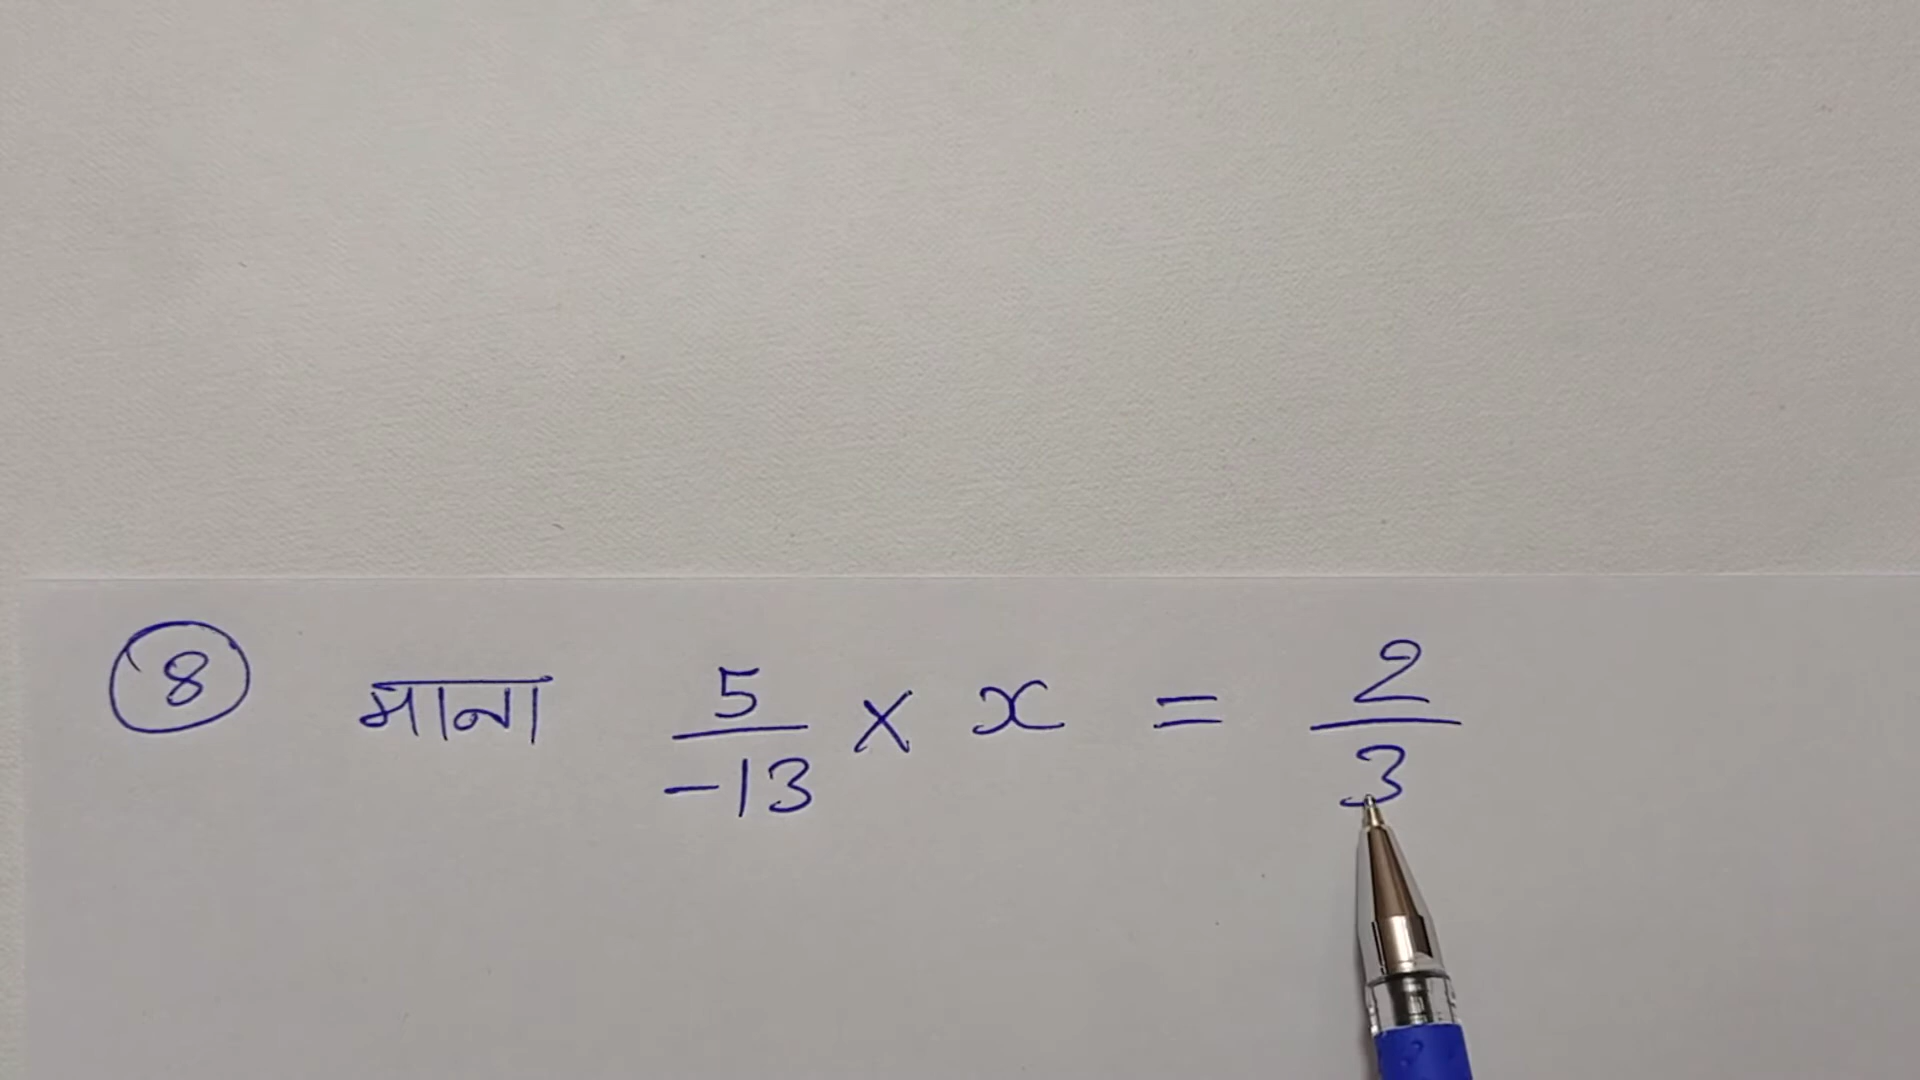 8 माना 5/-13 × x = 2/3